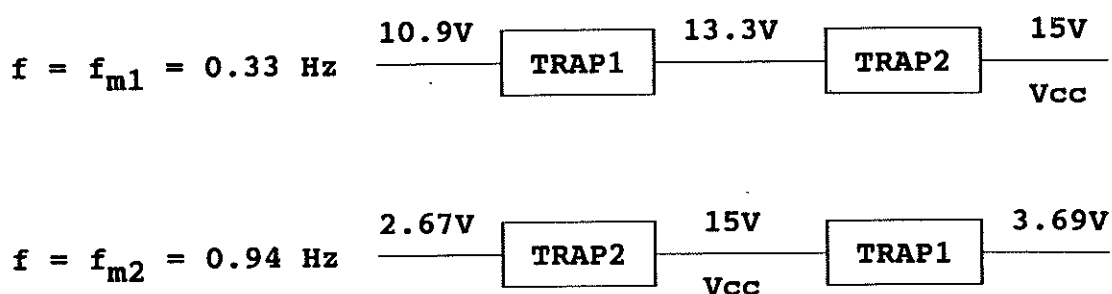 10.9V 13.3V 15V
f = fm1 = 0.33 Hz TRAP1 TRAP2
Vcc
2.67V 15V 3.69V
f = fm2 = 0.94 Hz TRAP2 TRAP1
Vcc